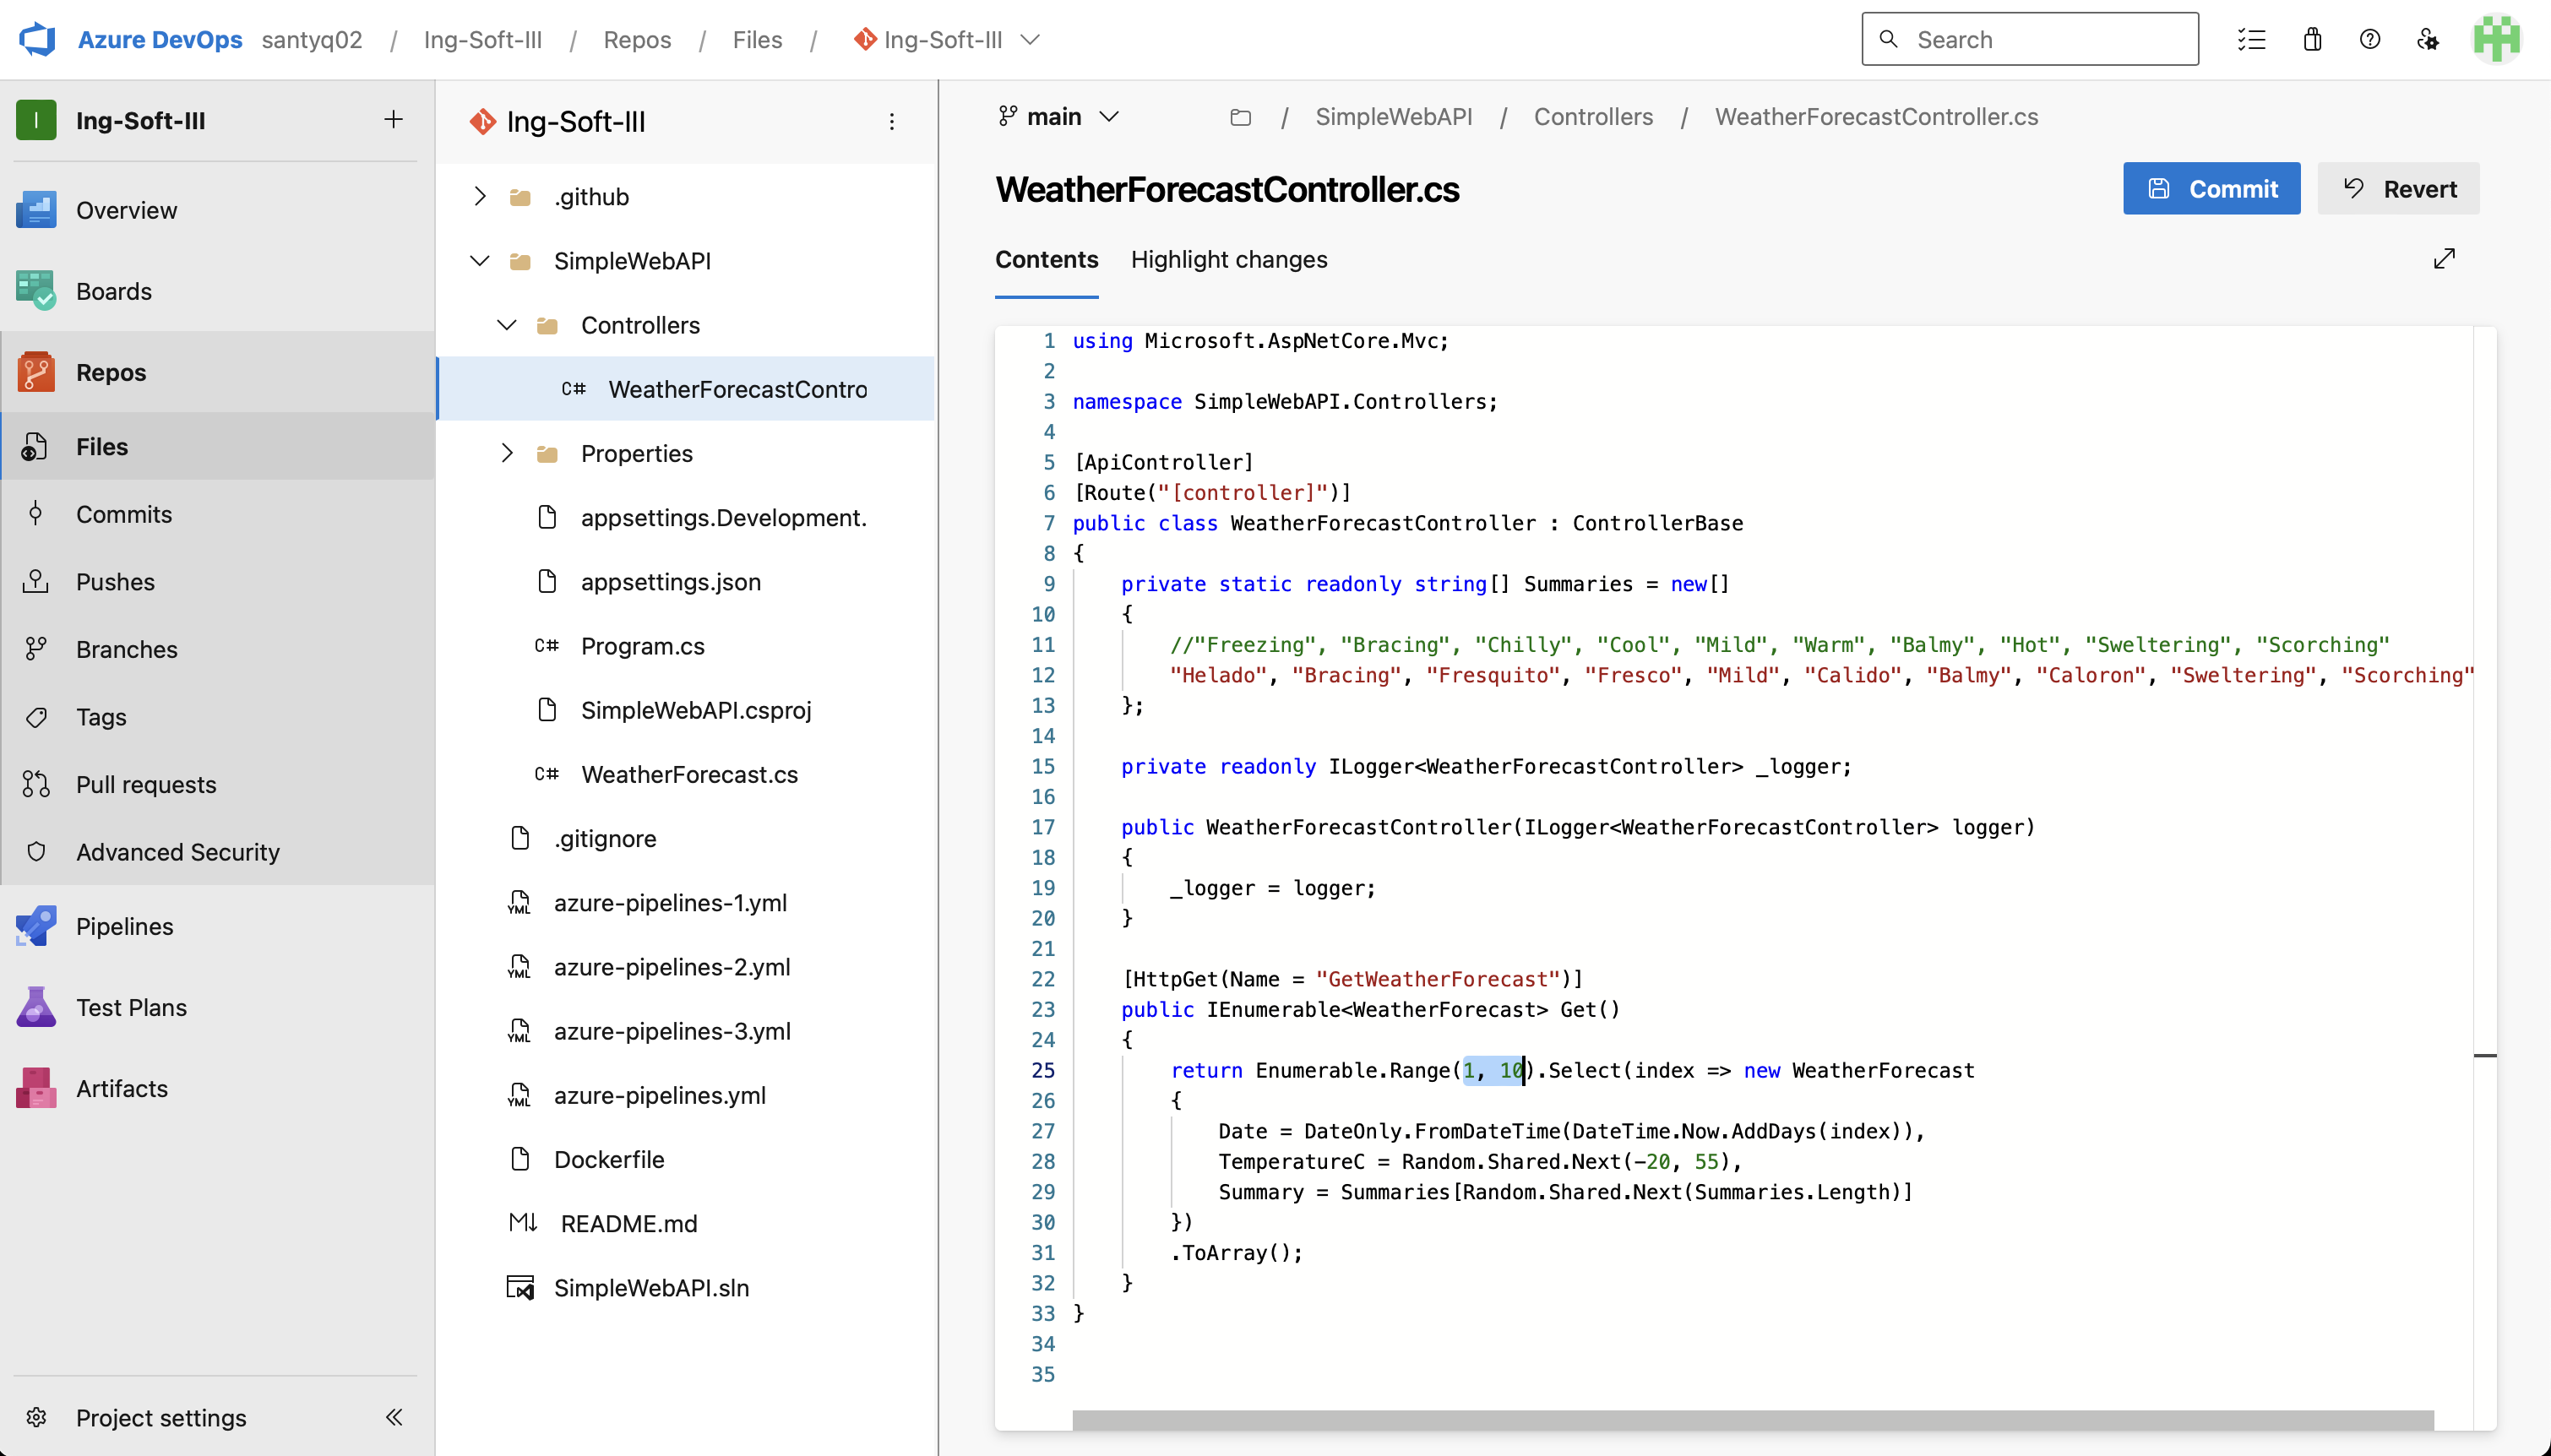 Azure DevOps santyq02 / Ing-Soft-III / Repos / Files / Ing-Soft-III
Search
I Ing-Soft-III
Overview
Boards
Repos
Files
Commits
Pushes
Branches
Tags
Pull requests
Advanced Security
Pipelines
Test Plans
Artifacts
Project settings
Ing-Soft-III
.github
SimpleWebAPI
Controllers
C# WeatherForecastContro
Properties
appsettings.Development.
appsettings.json
C# Program.cs
SimpleWebAPI.csproj
C# WeatherForecast.cs
.gitignore
YML azure-pipelines-1.yml
YML azure-pipelines-2.yml
YML azure-pipelines-3.yml
YML azure-pipelines.yml
Dockerfile
M↓ README.md
SimpleWebAPI.sln
main / SimpleWebAPI / Controllers / WeatherForecastController.cs
WeatherForecastController.cs
Commit Revert
Contents Highlight changes
1 using Microsoft.AspNetCore.Mvc;
2
3 namespace SimpleWebAPI.Controllers;
4
5 [ApiController]
6 [Route("[controller]")]
7 public class WeatherForecastController : ControllerBase
8 {
9     private static readonly string[] Summaries = new[]
10     {
11         //"Freezing", "Bracing", "Chilly", "Cool", "Mild", "Warm", "Balmy", "Hot", "Sweltering", "Scorching"
12         "Helado", "Bracing", "Fresquito", "Fresco", "Mild", "Calido", "Balmy", "Caloron", "Sweltering", "Scorching"
13     };
14
15     private readonly ILogger<WeatherForecastController> _logger;
16
17     public WeatherForecastController(ILogger<WeatherForecastController> logger)
18     {
19         _logger = logger;
20     }
21
22     [HttpGet(Name = "GetWeatherForecast")]
23     public IEnumerable<WeatherForecast> Get()
24     {
25         return Enumerable.Range(1, 10).Select(index => new WeatherForecast
26         {
27             Date = DateOnly.FromDateTime(DateTime.Now.AddDays(index)),
28             TemperatureC = Random.Shared.Next(-20, 55),
29             Summary = Summaries[Random.Shared.Next(Summaries.Length)]
30         })
31         .ToArray();
32     }
33 }
34
35